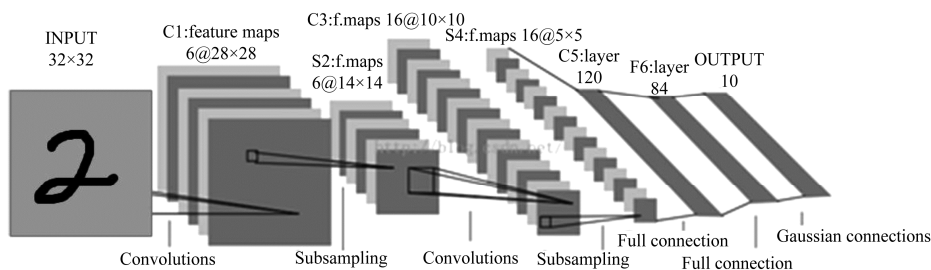 INPUT
32×32
C1:feature maps
6@28×28
S2:f.maps
6@14×14
C3:f.maps 16@10×10
S4:f.maps 16@5×5
C5:layer
120
F6:layer
84
OUTPUT
10
2
Convolutions
Subsampling
Convolutions
Subsampling
Full connection
Full connection
Gaussian connections